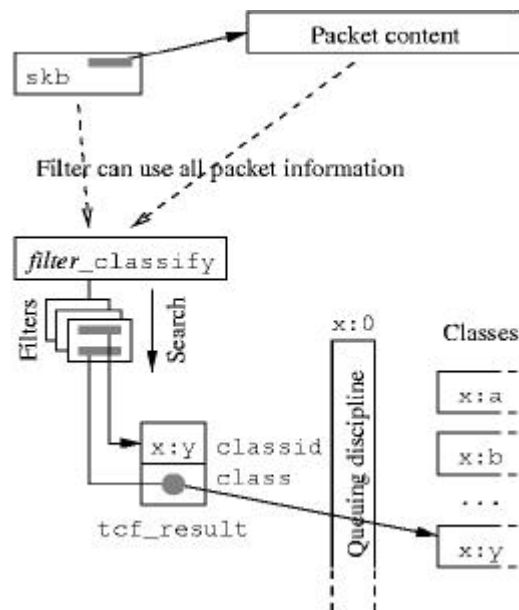 Packet content
skb
Filter can use all packet information
filter_classify
Filters
Search
x:0
Classes
x:a
x:y
classid
x:b
class
Queuing discipline
...
tcf_result
x:y